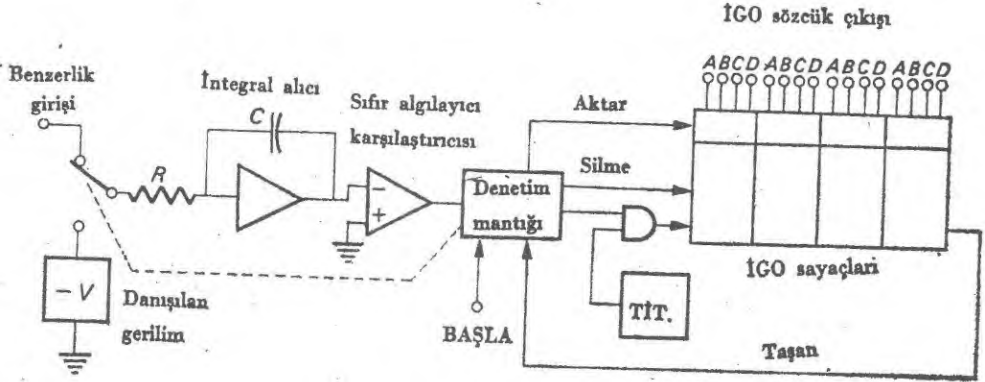 İGO sözcük çıkışı
ABCD ABCD ABCD ABCD
Benzerlik
girişi
İntegral alıcı
C
Sıfır algılayıcı
karşılaştırıcısı
Aktar
R
Silme
Denetim
mantığı
−
+
İGO sayaçlari
− V
Danışılan
gerilim
BAŞLA
TİT.
Taşan